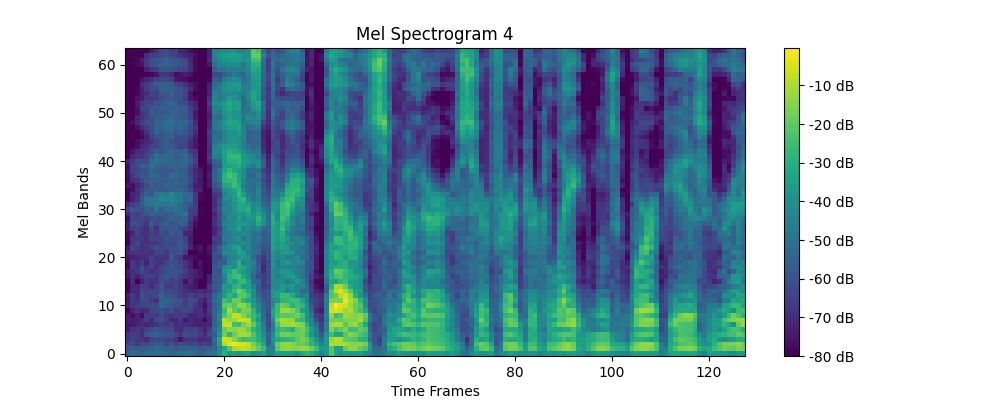 Mel Spectrogram 4
Mel Bands
60
50
40
30
20
10
0
0 20 40 60 80 100 120
Time Frames
-10 dB
-20 dB
-30 dB
-40 dB
-50 dB
-60 dB
-70 dB
-80 dB